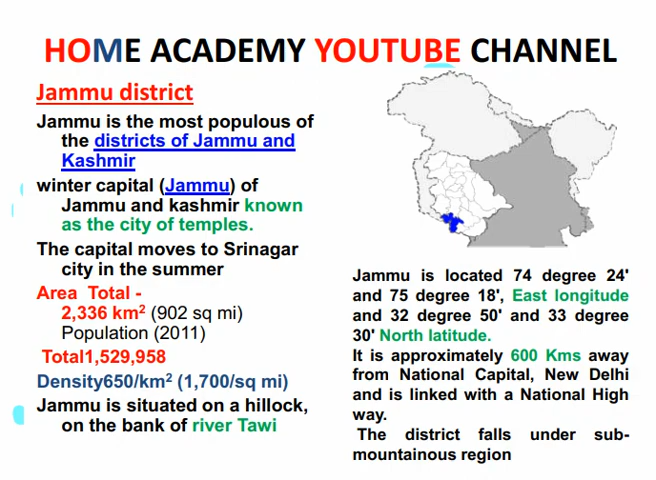 HOME ACADEMY YOUTUBE CHANNEL
Jammu district
Jammu is the most populous of
the districts of Jammu and
Kashmir
winter capital (Jammu) of
Jammu and kashmir known
as the city of temples.
The capital moves to Srinagar
city in the summer
Area Total -
2,336 km² (902 sq mi)
Population (2011)
Total1,529,958
Density650/km² (1,700/sq mi)
Jammu is situated on a hillock,
on the bank of river Tawi
Jammu is located 74 degree 24'
and 75 degree 18', East longitude
and 32 degree 50' and 33 degree
30' North latitude.
It is approximately 600 Kms away
from National Capital, New Delhi
and is linked with a National High
way.
The district falls under sub-
mountainous region